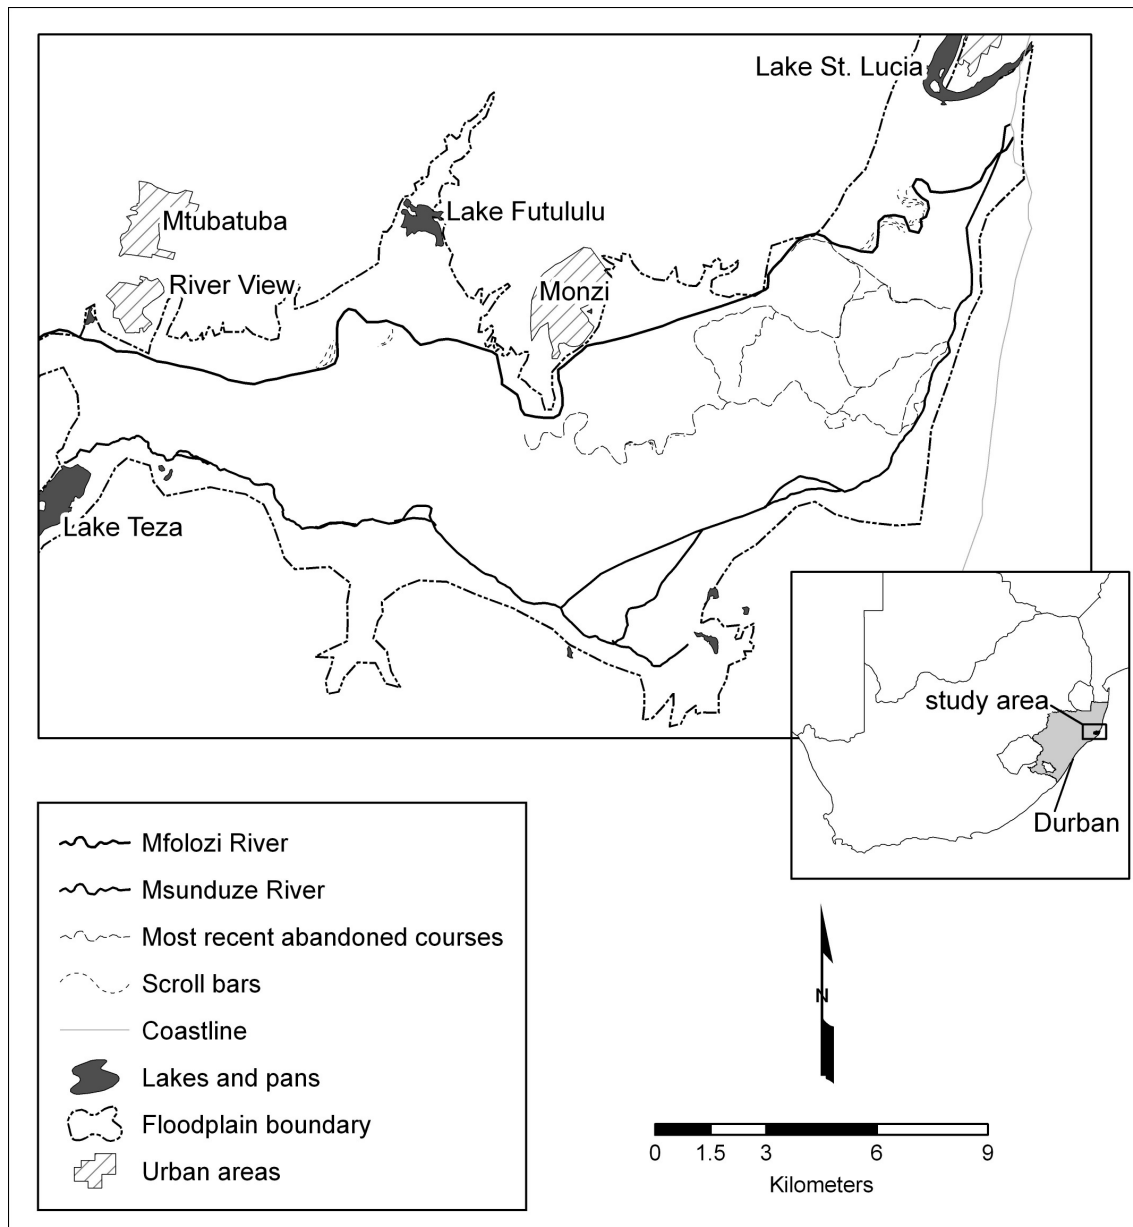 Lake St. Lucia
Mtubatuba
Lake Futululu
River View
Monzi
Lake Teza
study area
Durban
Mfolozi River
Msunduze River
Most recent abandoned courses
Scroll bars
Coastline
Lakes and pans
Floodplain boundary
Urban areas
N
0 1.5 3 6 9
Kilometers